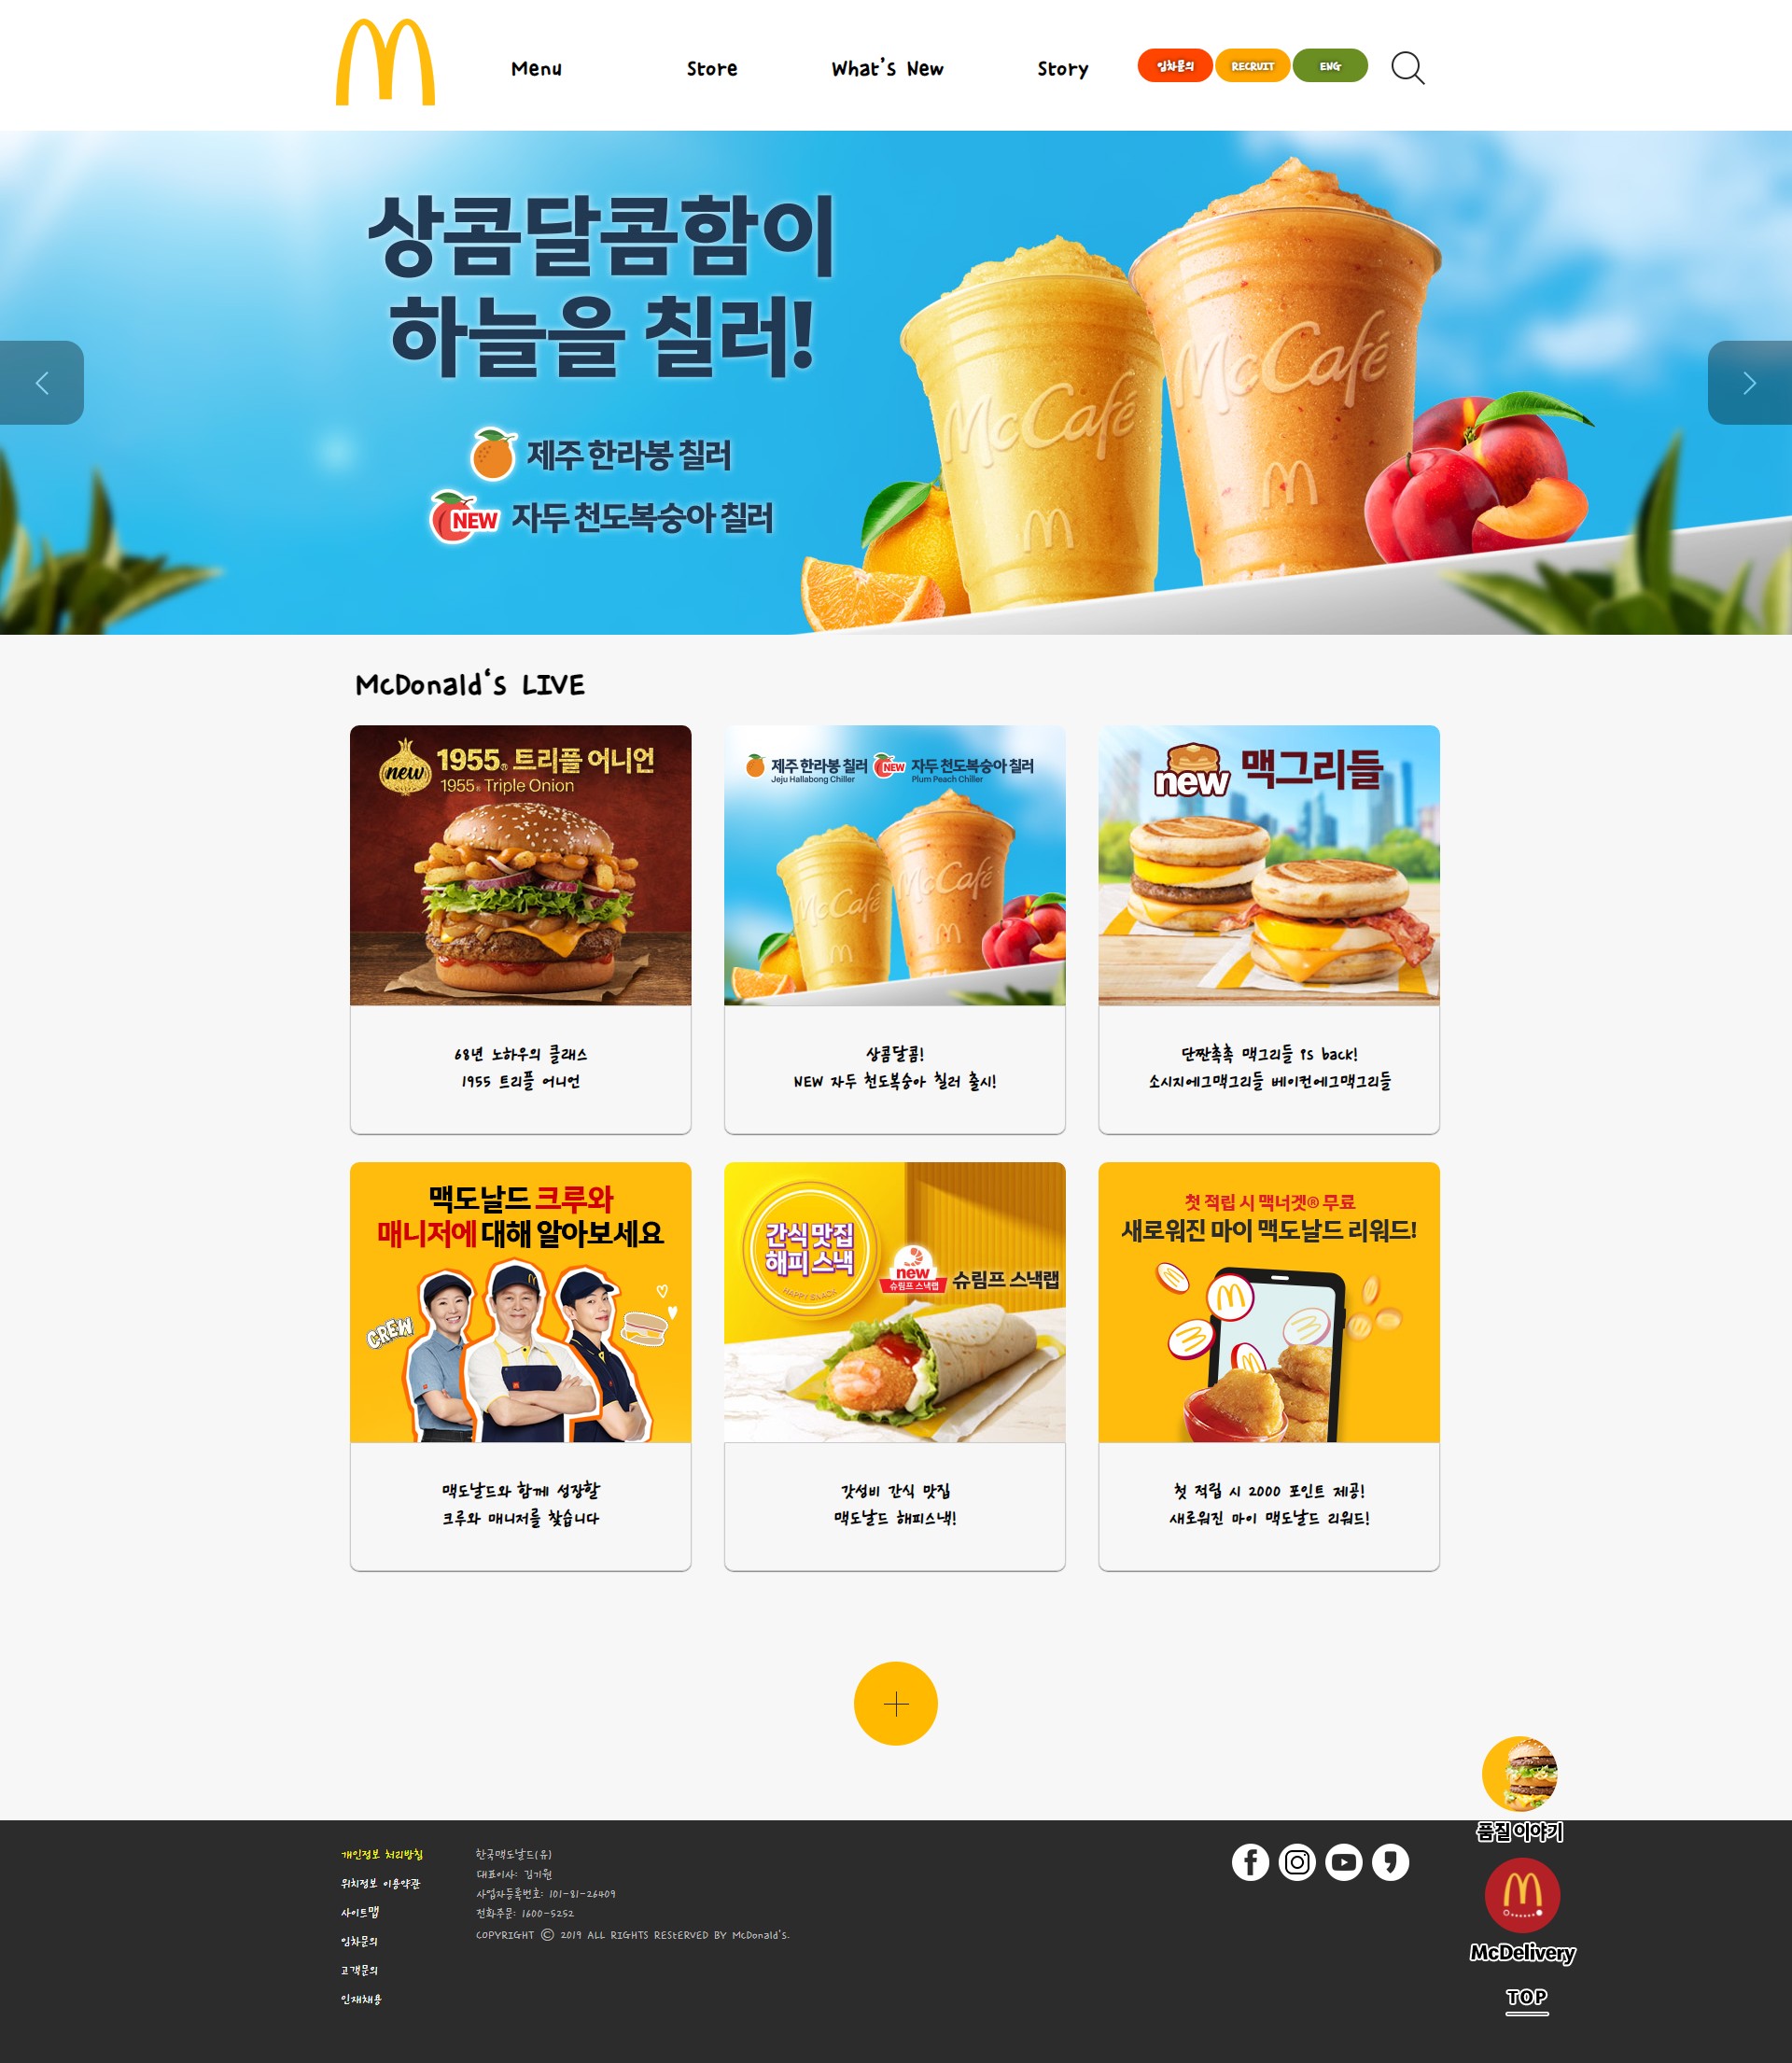 Menu
Store
What's New
Story
임차문의
RECRUIT
ENG
상콤달콤함이
하늘을 칠러!
제주 한라봉 칠러
NEW 자두 천도복숭아 칠러
McCafé
McCafé
McDonald's LIVE
new 1955® 트리플 어니언
1955® Triple Onion
68년 노하우의 클래스
1955 트리플 어니언
제주 한라봉 칠러 NEW 자두 천도복숭아 칠러
Jeju Hallabong Chiller Plum Peach Chiller
McCafé
McCafé
상콤달콤!
NEW 자두 천도복숭아 칠러 출시!
new 맥그리들
단짠촉촉 맥그리들 is back!
소시지에그맥그리들 베이컨에그맥그리들
맥도날드 크루와
매니저에 대해 알아보세요
CREW
맥도날드와 함께 성장할
크루와 매니저를 찾습니다
간식 맛집
해피 스낵
HAPPY SNACK
new
슈림프 스낵랩
슈림프 스낵랩
갓성비 간식 맛집
맥도날드 해피스낵!
첫 적립 시 맥너겟® 무료
새로워진 마이 맥도날드 리워드!
첫 적립 시 2000 포인트 제공!
새로워진 마이 맥도날드 리워드!
품질 이야기
McDelivery
TOP
개인정보 처리방침
위치정보 이용약관
사이트맵
임차문의
고객문의
인재채용
한국맥도날드(유)
대표이사: 김기원
사업자등록번호: 101-81-26409
전화주문: 1600-5252
COPYRIGHT © 2019 ALL RIGHTS RESERVED BY McDonald's.